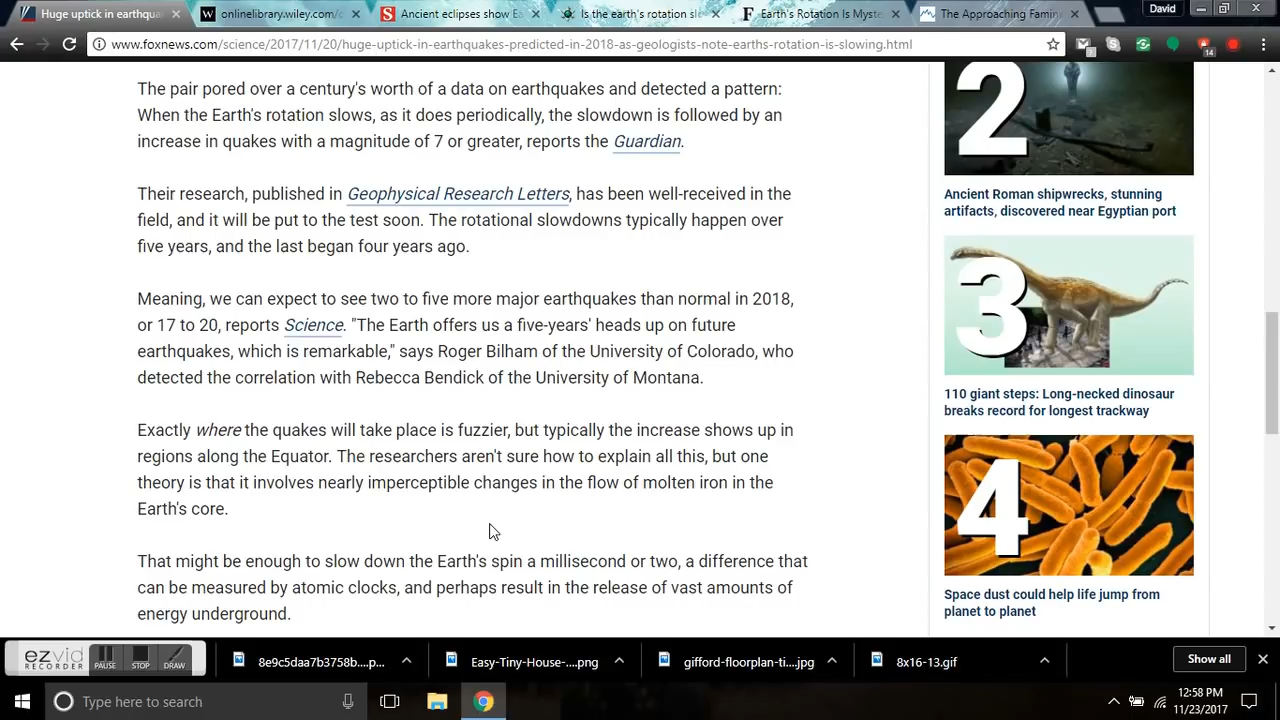 Huge uptick in earthqua
onlinelibrary.wiley.com/
Ancient eclipses show Ea
Is the earth's rotation slo
Earth's Rotation Is Myste
The Approaching Famin
David
www.foxnews.com/science/2017/11/20/huge-uptick-in-earthquakes-predicted-in-2018-as-geologists-note-earths-rotation-is-slowing.html
7
14
The pair pored over a century's worth of a data on earthquakes and detected a pattern:
When the Earth's rotation slows, as it does periodically, the slowdown is followed by an
increase in quakes with a magnitude of 7 or greater, reports the Guardian.
Their research, published in Geophysical Research Letters, has been well-received in the
field, and it will be put to the test soon. The rotational slowdowns typically happen over
five years, and the last began four years ago.
Meaning, we can expect to see two to five more major earthquakes than normal in 2018,
or 17 to 20, reports Science. "The Earth offers us a five-years' heads up on future
earthquakes, which is remarkable," says Roger Bilham of the University of Colorado, who
detected the correlation with Rebecca Bendick of the University of Montana.
Exactly where the quakes will take place is fuzzier, but typically the increase shows up in
regions along the Equator. The researchers aren't sure how to explain all this, but one
theory is that it involves nearly imperceptible changes in the flow of molten iron in the
Earth's core.
That might be enough to slow down the Earth's spin a millisecond or two, a difference that
can be measured by atomic clocks, and perhaps result in the release of vast amounts of
energy underground.
2
Ancient Roman shipwrecks, stunning
artifacts, discovered near Egyptian port
3
110 giant steps: Long-necked dinosaur
breaks record for longest trackway
4
Space dust could help life jump from
planet to planet
ezvid
RECORDER
PAUSE
STOP
DRAW
8e9c5daa7b3758b....p...
Easy-Tiny-House-....png
gifford-floorplan-ti....jpg
8x16-13.gif
Show all
Type here to search
12:58 PM
11/23/2017